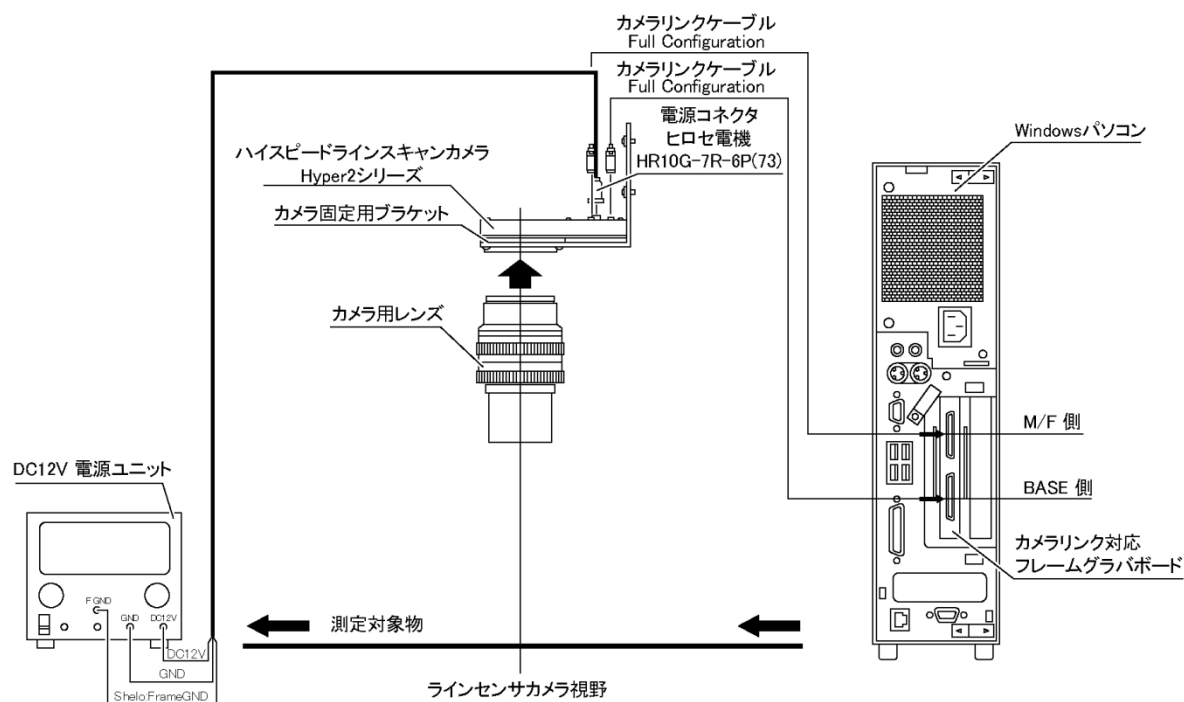 カメラリンクケーブル
Full Configuration
カメラリンクケーブル
Full Configuration
電源コネクタ
ヒロセ電機
HR10G-7R-6P(73)
ハイスピードラインスキャンカメラ
Hyper2シリーズ
カメラ固定用ブラケット
カメラ用レンズ
Windowsパソコン
M/F 側
BASE 側
カメラリンク対応
フレームグラバボード
DC12V 電源ユニット
F GND
GND
DC12V
DC12V
GND
Shelo.FrameGND
測定対象物
ラインセンサカメラ視野